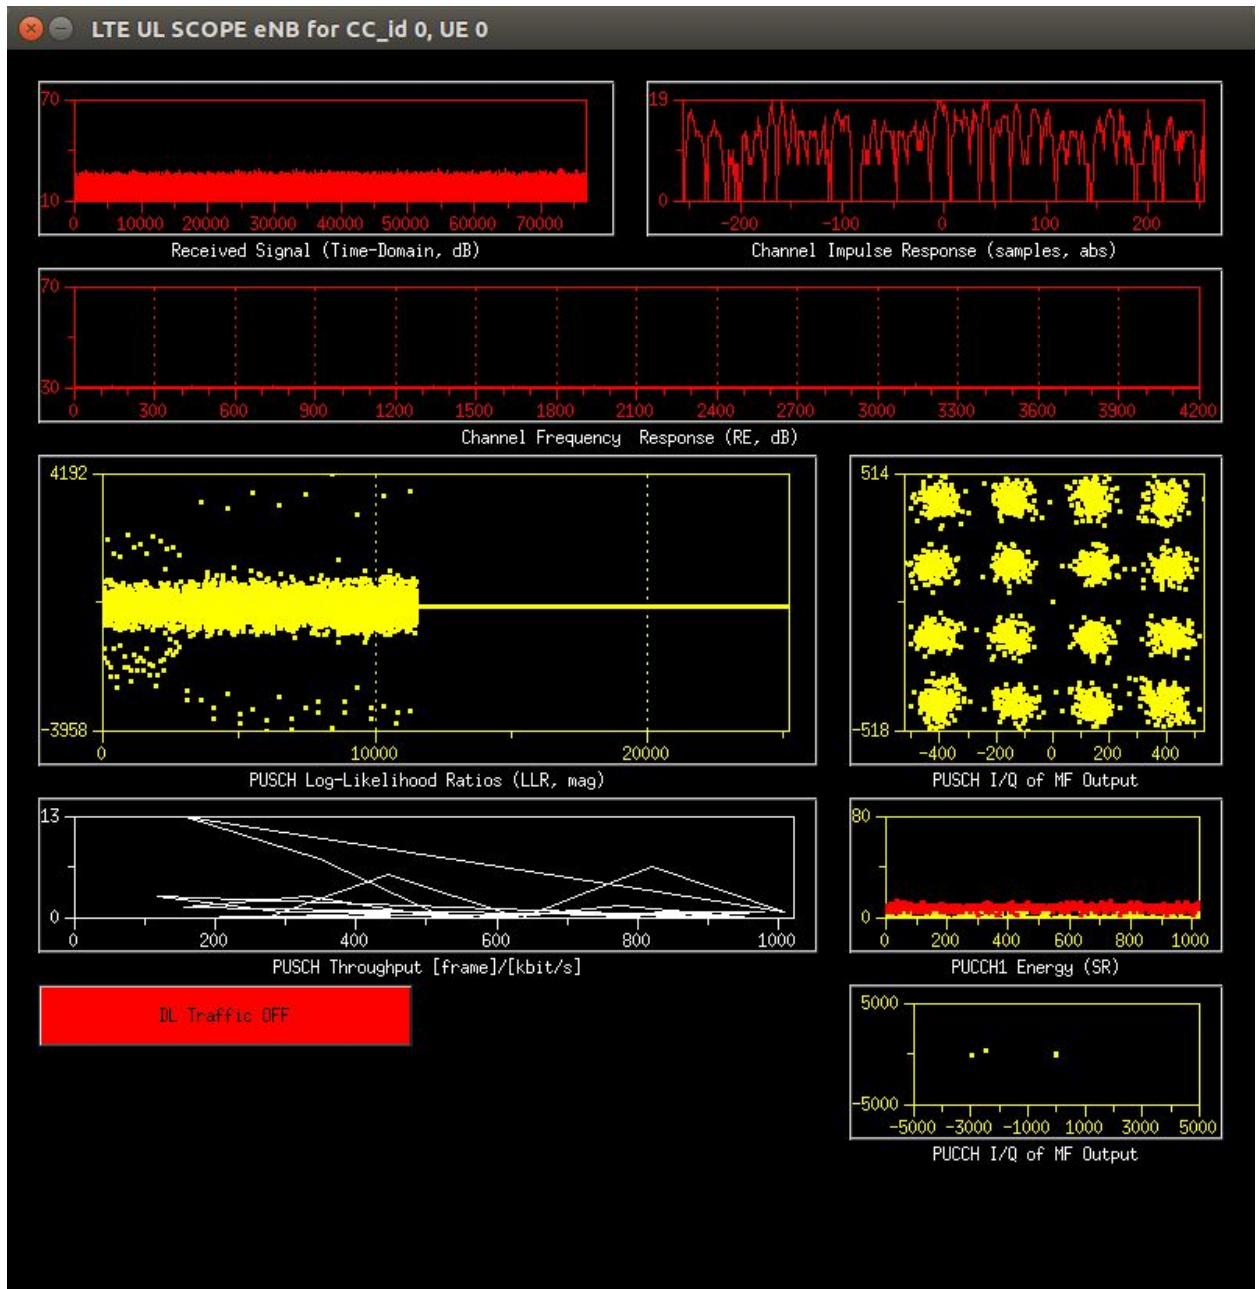 LTE UL SCOPE eNB for CC_id 0, UE 0
70
10
0 10000 20000 30000 40000 50000 60000 70000
Received Signal (Time-Domain, dB)
19
0
-200 -100 0 100 200
Channel Impulse Response (samples, abs)
70
30
0 300 600 900 1200 1500 1800 2100 2400 2700 3000 3300 3600 3900 4200
Channel Frequency  Response (RE, dB)
4192
-3958
0 10000 20000
PUSCH Log-Likelihood Ratios (LLR, mag)
514
-518
-400 -200 0 200 400
PUSCH I/Q of MF Output
13
0
0 200 400 600 800 1000
PUSCH Throughput [frame]/[kbit/s]
80
0
0 200 400 600 800 1000
PUCCH1 Energy (SR)
DL Traffic OFF
5000
-5000
-5000 -3000 -1000 1000 3000 5000
PUCCH I/Q of MF Output